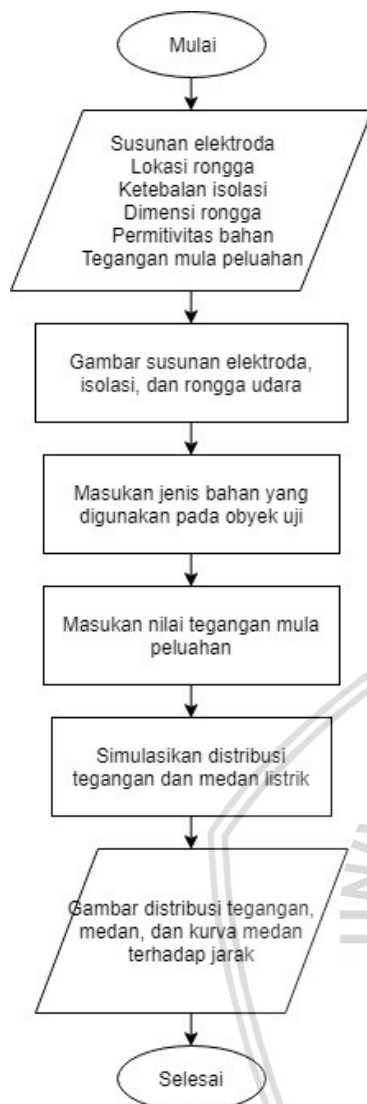 Mulai
Susunan elektroda
Lokasi rongga
Ketebalan isolasi
Dimensi rongga
Permitivitas bahan
Tegangan mula peluahan
Gambar susunan elektroda,
isolasi, dan rongga udara
Masukan jenis bahan yang
digunakan pada obyek uji
Masukan nilai tegangan mula
peluahan
Simulasikan distribusi
tegangan dan medan listrik
Gambar distribusi tegangan,
medan, dan kurva medan
terhadap jarak
Selesai